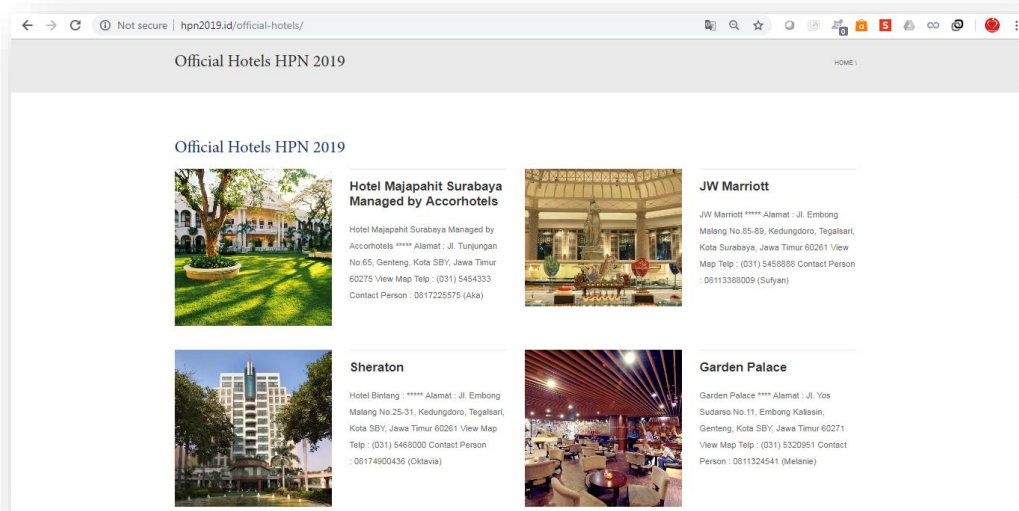 Not secure | hpn2019.id/official-hotels/
Official Hotels HPN 2019
HOME \
Official Hotels HPN 2019
Hotel Majapahit Surabaya
Managed by Accorhotels
Hotel Majapahit Surabaya Managed by
Accorhotels ***** Alamat : Jl. Tunjungan
No.65, Genteng, Kota SBY, Jawa Timur
60275 View Map Telp : (031) 5454333
Contact Person : 0817225575 (Aka)
JW Marriott
JW Marriott ***** Alamat : Jl. Embong
Malang No.85-89, Kedungdoro, Tegalsari,
Kota Surabaya, Jawa Timur 60261 View
Map Telp : (031) 5458888 Contact Person
: 08113388009 (Sufyan)
Sheraton
Hotel Bintang : ***** Alamat : Jl. Embong
Malang No.25-31, Kedungdoro, Tegalsari,
Kota SBY, Jawa Timur 60261 View Map
Telp : (031) 5468000 Contact Person
: 08174900436 (Oktavia)
Garden Palace
Garden Palace **** Alamat : Jl. Yos
Sudarso No.11, Embong Kaliasin,
Genteng, Kota SBY, Jawa Timur 60271
View Map Telp : (031) 5320951 Contact
Person : 0811324541 (Melanie)